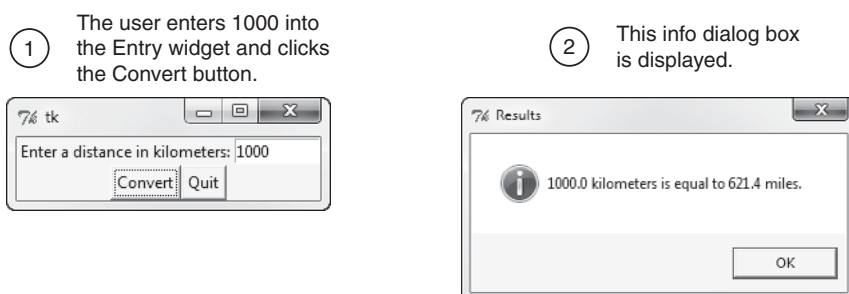 1
The user enters 1000 into
the Entry widget and clicks
the Convert button.
tk
Enter a distance in kilometers: 1000
Convert Quit
2
This info dialog box
is displayed.
Results
1000.0 kilometers is equal to 621.4 miles.
OK